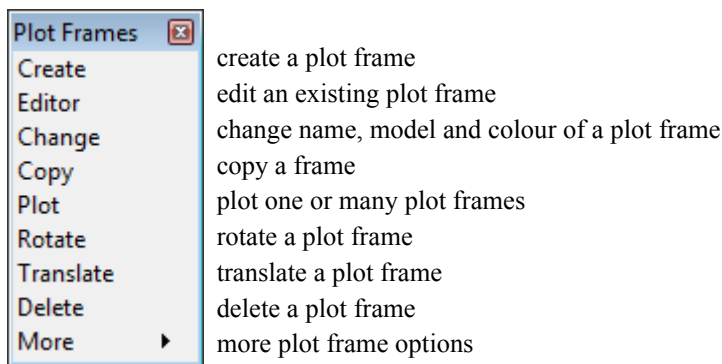 Plot Frames
Create create a plot frame
Editor edit an existing plot frame
Change change name, model and colour of a plot frame
Copy copy a frame
Plot plot one or many plot frames
Rotate rotate a plot frame
Translate translate a plot frame
Delete delete a plot frame
More more plot frame options